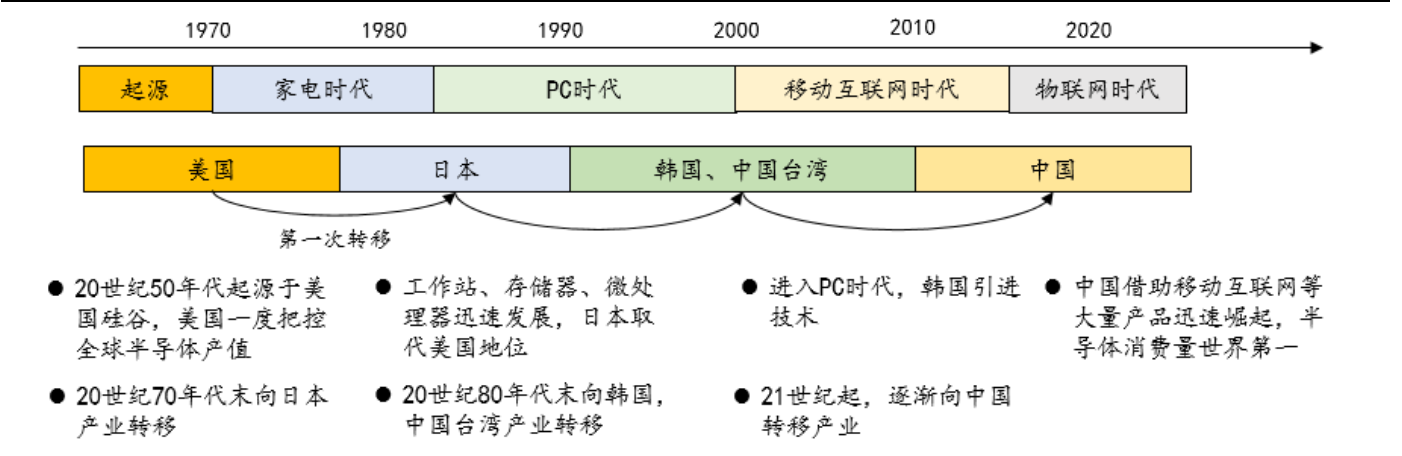 1970 1980 1990 2000 2010 2020
起源 家电时代 PC时代 移动互联网时代 物联网时代
美国 日本 韩国、中国台湾 中国
第一次转移
● 20世纪50年代起源于美
国硅谷，美国一度把控
全球半导体产值
● 20世纪70年代末向日本
产业转移
● 工作站、存储器、微处
理器迅速发展，日本取
代美国地位
● 20世纪80年代末向韩国，
中国台湾产业转移
● 进入PC时代，韩国引进
技术
● 21世纪起，逐渐向中国
转移产业
● 中国借助移动互联网等
大量产品迅速崛起，半
导体消费量世界第一